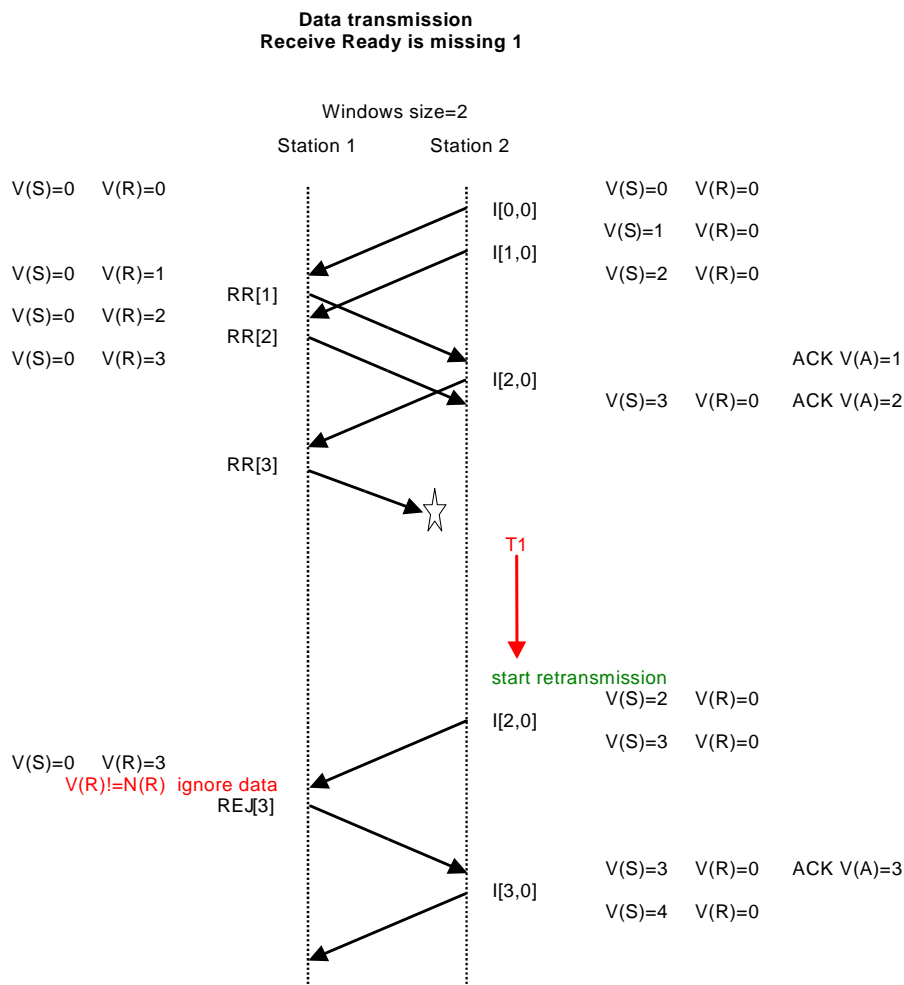 Data transmission
Receive Ready is missing 1
Windows size=2
Station 1 Station 2
V(S)=0 V(R)=0 V(S)=0 V(R)=0
I[0,0]
V(S)=1 V(R)=0
I[1,0]
V(S)=0 V(R)=1 V(S)=2 V(R)=0
RR[1]
V(S)=0 V(R)=2
RR[2]
V(S)=0 V(R)=3 ACK V(A)=1
I[2,0]
V(S)=3 V(R)=0 ACK V(A)=2
RR[3]
T1
start retransmission
V(S)=2 V(R)=0
I[2,0]
V(S)=3 V(R)=0
V(S)=0 V(R)=3
V(R)!=N(R) ignore data
REJ[3]
V(S)=3 V(R)=0 ACK V(A)=3
I[3,0]
V(S)=4 V(R)=0